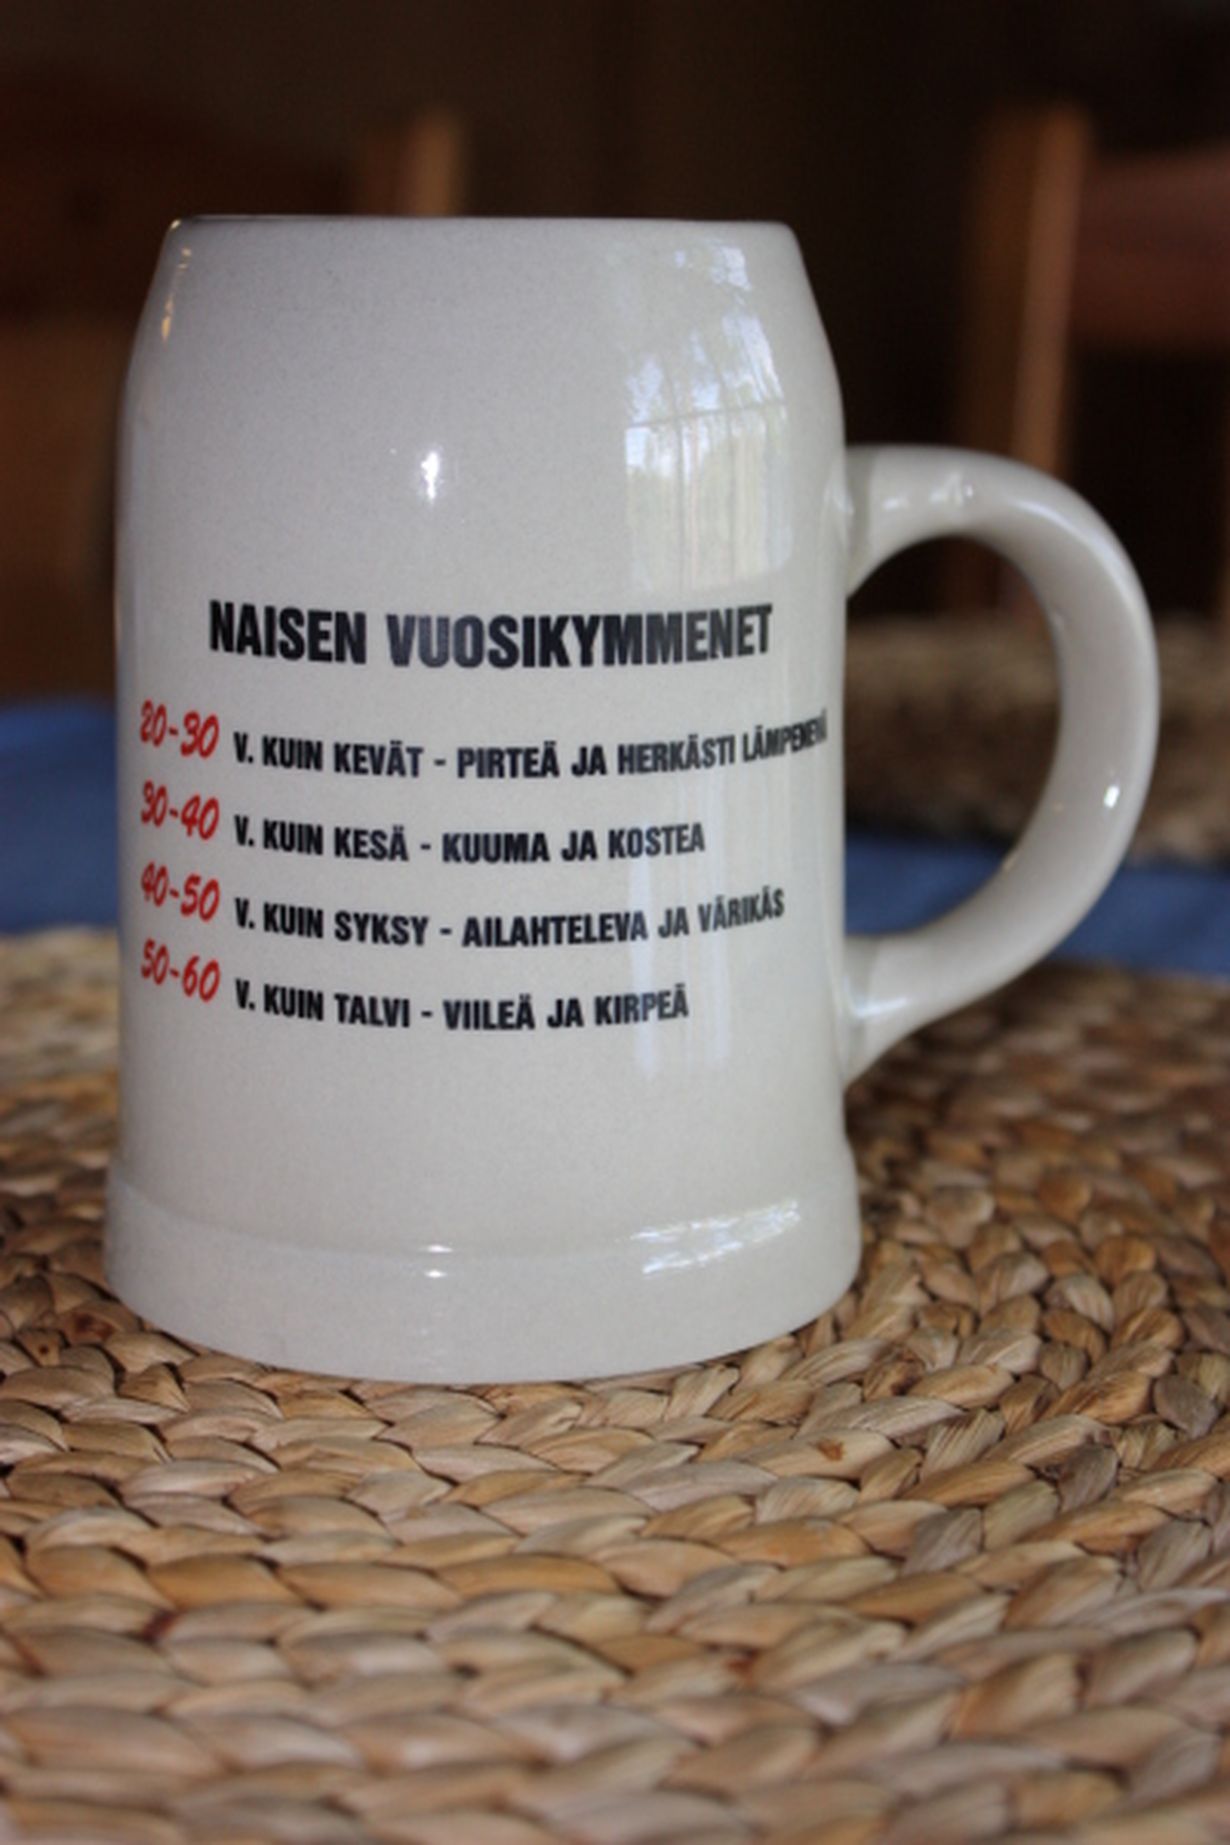 NAISEN VUOSIKYMMENET
20-30 V. KUIN KEVÄT - PIRTEÄ JA HERKÄSTI LÄMPENEVÄ
30-40 V. KUIN KESÄ - KUUMA JA KOSTEA
40-50 V. KUIN SYKSY - AILAHTELEVA JA VÄRIKÄS
50-60 V. KUIN TALVI - VIILEÄ JA KIRPEÄ